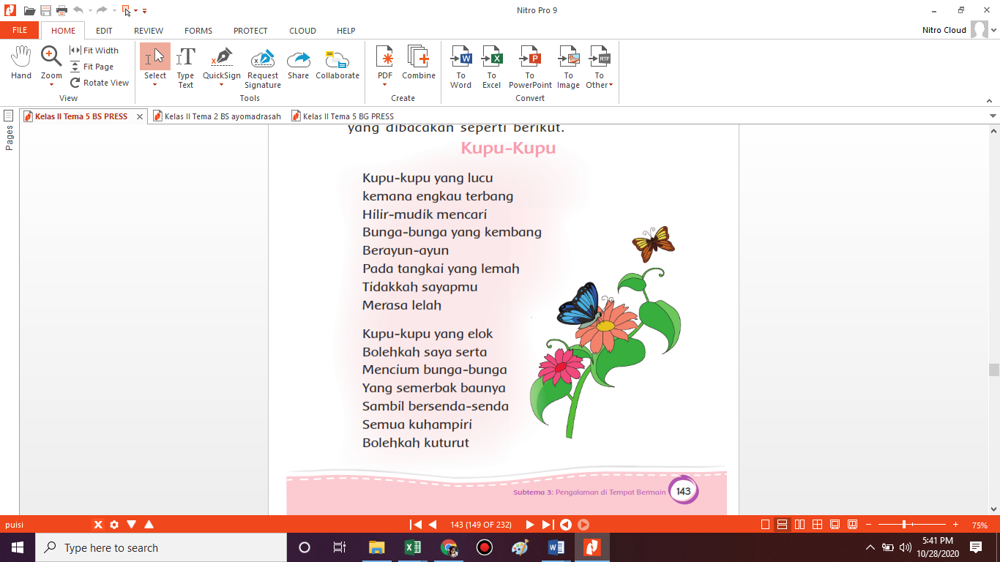 Nitro Pro 9
FILE
HOME
EDIT
REVIEW
FORMS
PROTECT
CLOUD
HELP
Nitro Cloud
Hand
Zoom
Fit Width
Fit Page
Rotate View
View
Select
Type Text
QuickSign
Request Signature
Share
Collaborate
Tools
PDF
Combine
Create
To Word
To Excel
To PowerPoint
To Image
To Other
Convert
Kelas II Tema 5 BS PRESS
Kelas II Tema 2 BS ayomadrasah
Kelas II Tema 5 BG PRESS
Pages
yang dibacakan seperti berikut.
Kupu-Kupu
Kupu-kupu yang lucu
kemana engkau terbang
Hilir-mudik mencari
Bunga-bunga yang kembang
Berayun-ayun
Pada tangkai yang lemah
Tidakkah sayapmu
Merasa lelah
Kupu-kupu yang elok
Bolehkah saya serta
Mencium bunga-bunga
Yang semerbak baunya
Sambil bersenda-senda
Semua kuhampiri
Bolehkah kuturut
Subtema 3: Pengalaman di Tempat Bermain
143
puisi
143 (149 OF 232)
75%
Type here to search
5:41 PM
10/28/2020